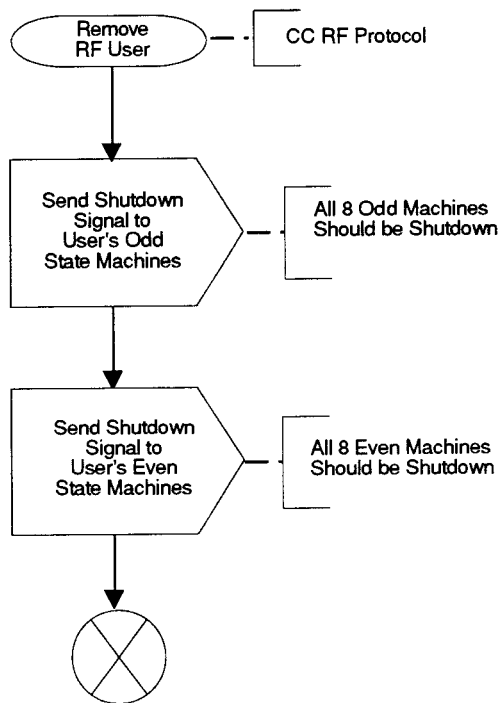 Remove
RF User
CC RF Protocol
Send Shutdown
Signal to
User's Odd
State Machines
All 8 Odd Machines
Should be Shutdown
Send Shutdown
Signal to
User's Even
State Machines
All 8 Even Machines
Should be Shutdown